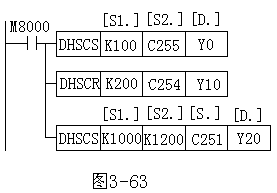 [S1.] [S2.] [D.]
M8000
DHSCS K100 C255 Y0
DHSCR K200 C254 Y10
[S1.] [S2.] [S.] [D.]
DHSCS K1000 K1200 C251 Y20
图3-63